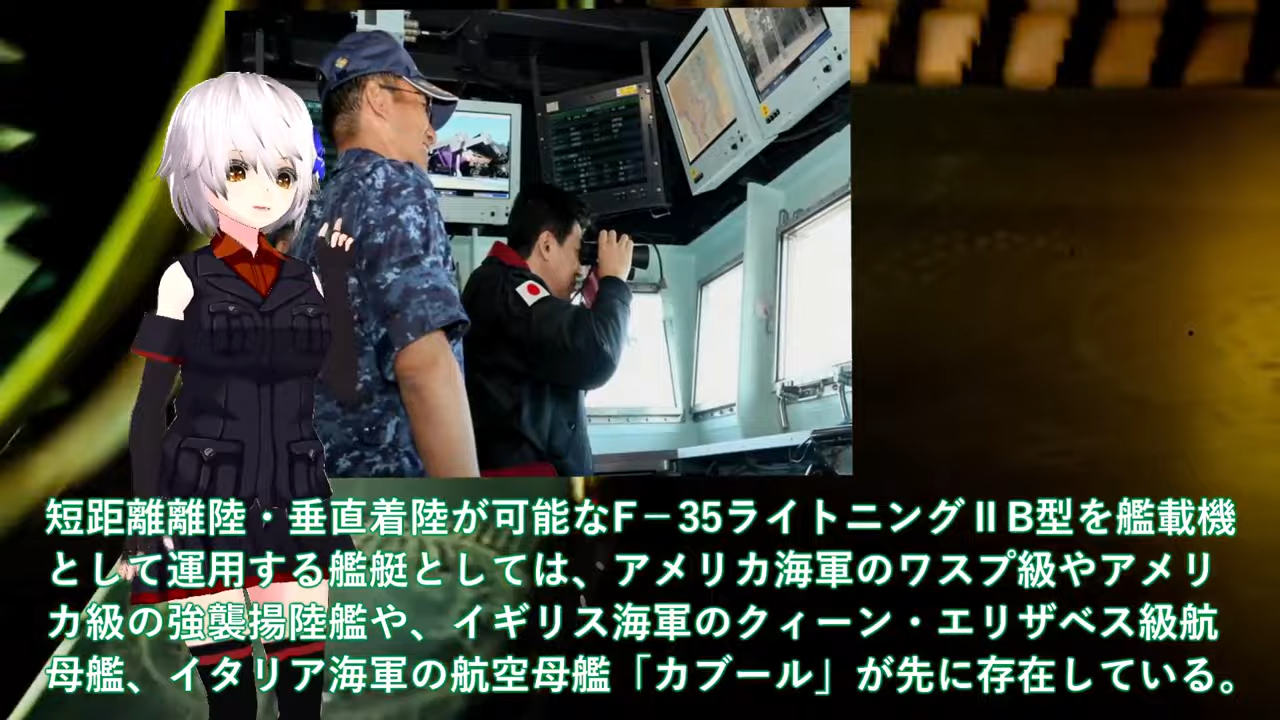 短距離離陸・垂直着陸が可能なF－35ライトニングⅡB型を艦載機
として運用する艦艇としては、アメリカ海軍のワスプ級やアメリ
カ級の強襲揚陸艦や、イギリス海軍のクィーン・エリザベス級航
母艦、イタリア海軍の航空母艦「カブール」が先に存在している。